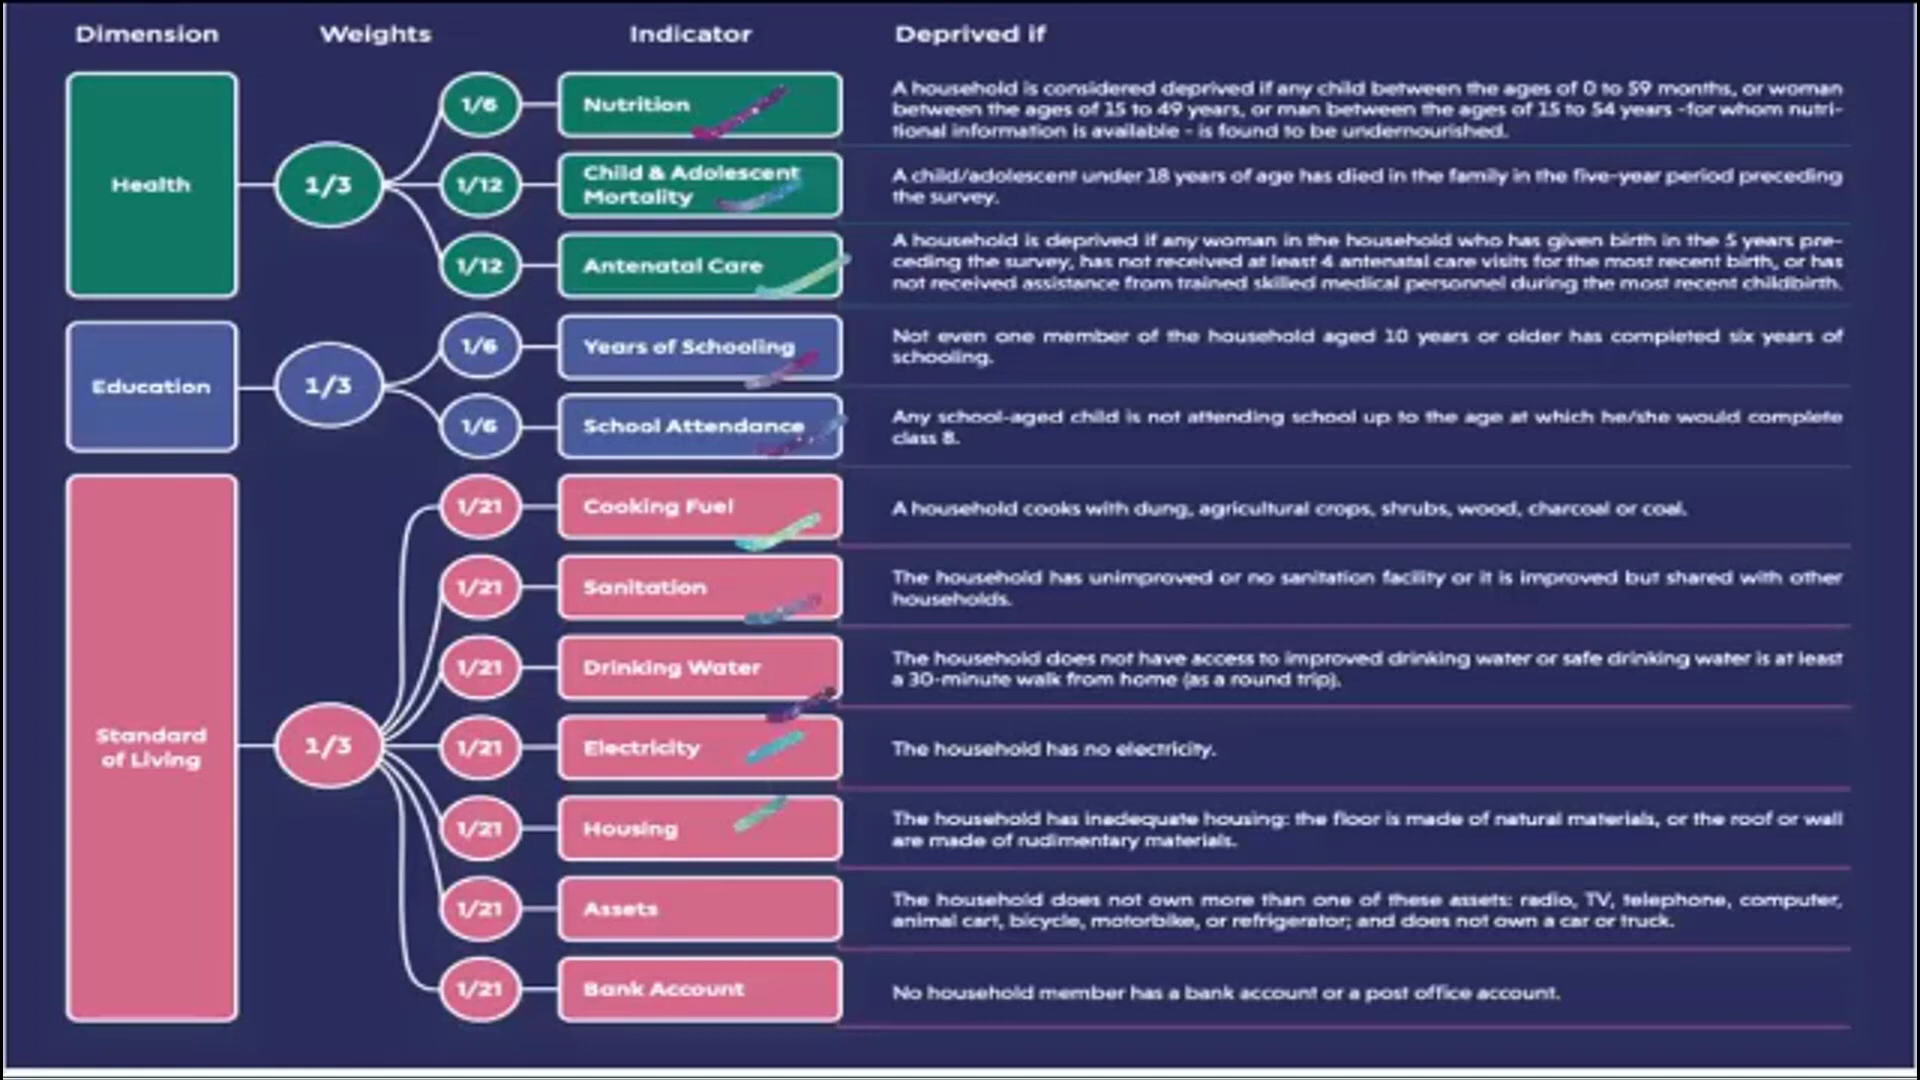 Dimension Weights Indicator Deprived if
Health
1/3
1/6
Nutrition
A household is considered deprived if any child between the ages of 0 to 59 months, or woman
between the ages of 15 to 49 years, or man between the ages of 15 to 54 years -for whom nutri-
tional information is available - is found to be undernourished.
1/12
Child & Adolescent
Mortality
A child/adolescent under 18 years of age has died in the family in the five-year period preceding
the survey.
1/12
Antenatal Care
A household is deprived if any woman in the household who has given birth in the 5 years pre-
ceding the survey, has not received at least 4 antenatal care visits for the most recent birth, or has
not received assistance from trained skilled medical personnel during the most recent childbirth.
Education
1/3
1/6
Years of Schooling
Not even one member of the household aged 10 years or older has completed six years of
schooling.
1/6
School Attendance
Any school-aged child is not attending school up to the age at which he/she would complete
class 8.
Standard
of Living
1/3
1/21
Cooking Fuel
A household cooks with dung, agricultural crops, shrubs, wood, charcoal or coal.
1/21
Sanitation
The household has unimproved or no sanitation facility or it is improved but shared with other
households.
1/21
Drinking Water
The household does not have access to improved drinking water or safe drinking water is at least
a 30-minute walk from home (as a round trip).
1/21
Electricity
The household has no electricity.
1/21
Housing
The household has inadequate housing: the floor is made of natural materials, or the roof or wall
are made of rudimentary materials.
1/21
Assets
The household does not own more than one of these assets: radio, TV, telephone, computer,
animal cart, bicycle, motorbike, or refrigerator; and does not own a car or truck.
1/21
Bank Account
No household member has a bank account or a post office account.